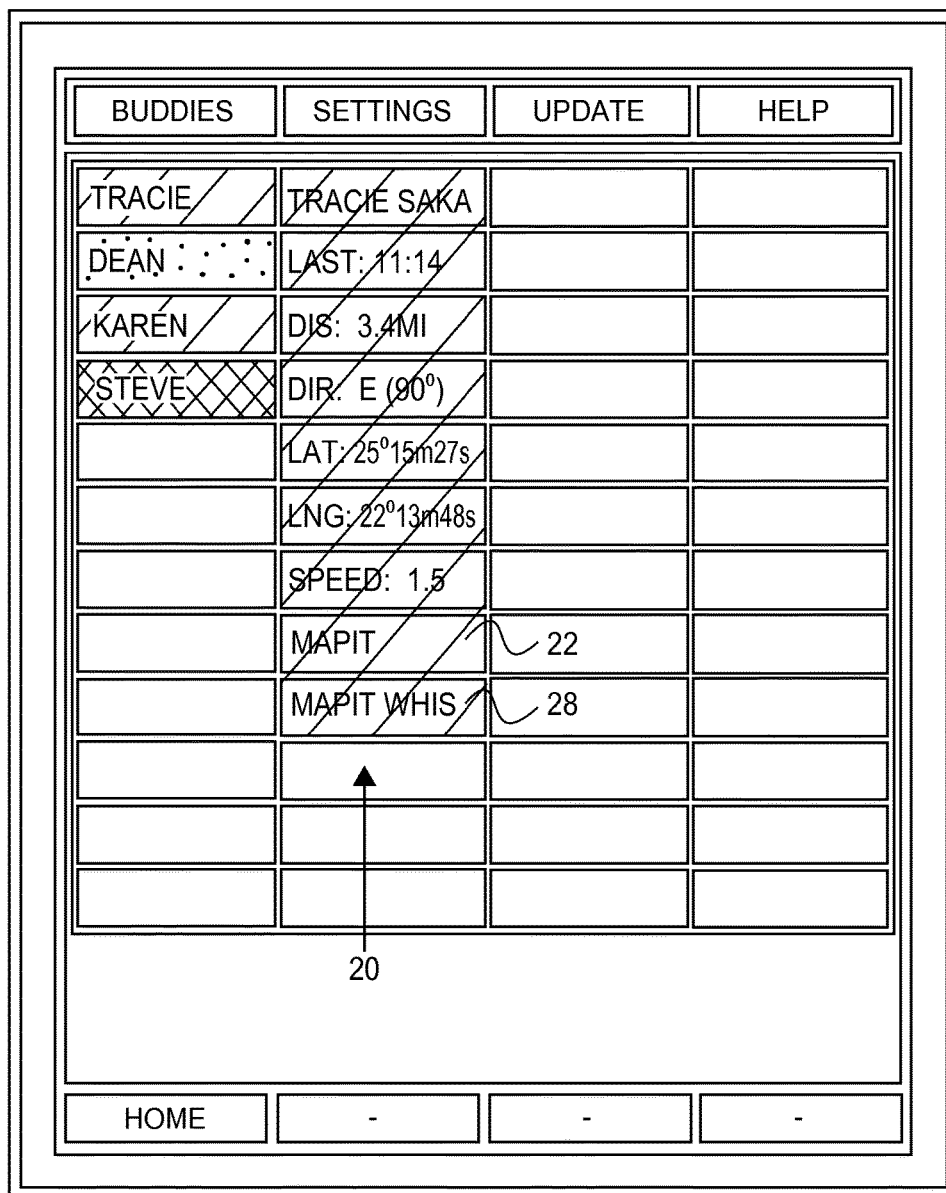 BUDDIES SETTINGS UPDATE HELP
TRACIE TRACIE SAKA
DEAN LAST: 11:14
KAREN DIS: 3.4MI
STEVE DIR: E (90⁰)
LAT: 25⁰15m27s
LNG: 22⁰13m48s
SPEED: 1.5
MAPIT 22
MAPIT WHIS 28
20
HOME - - -